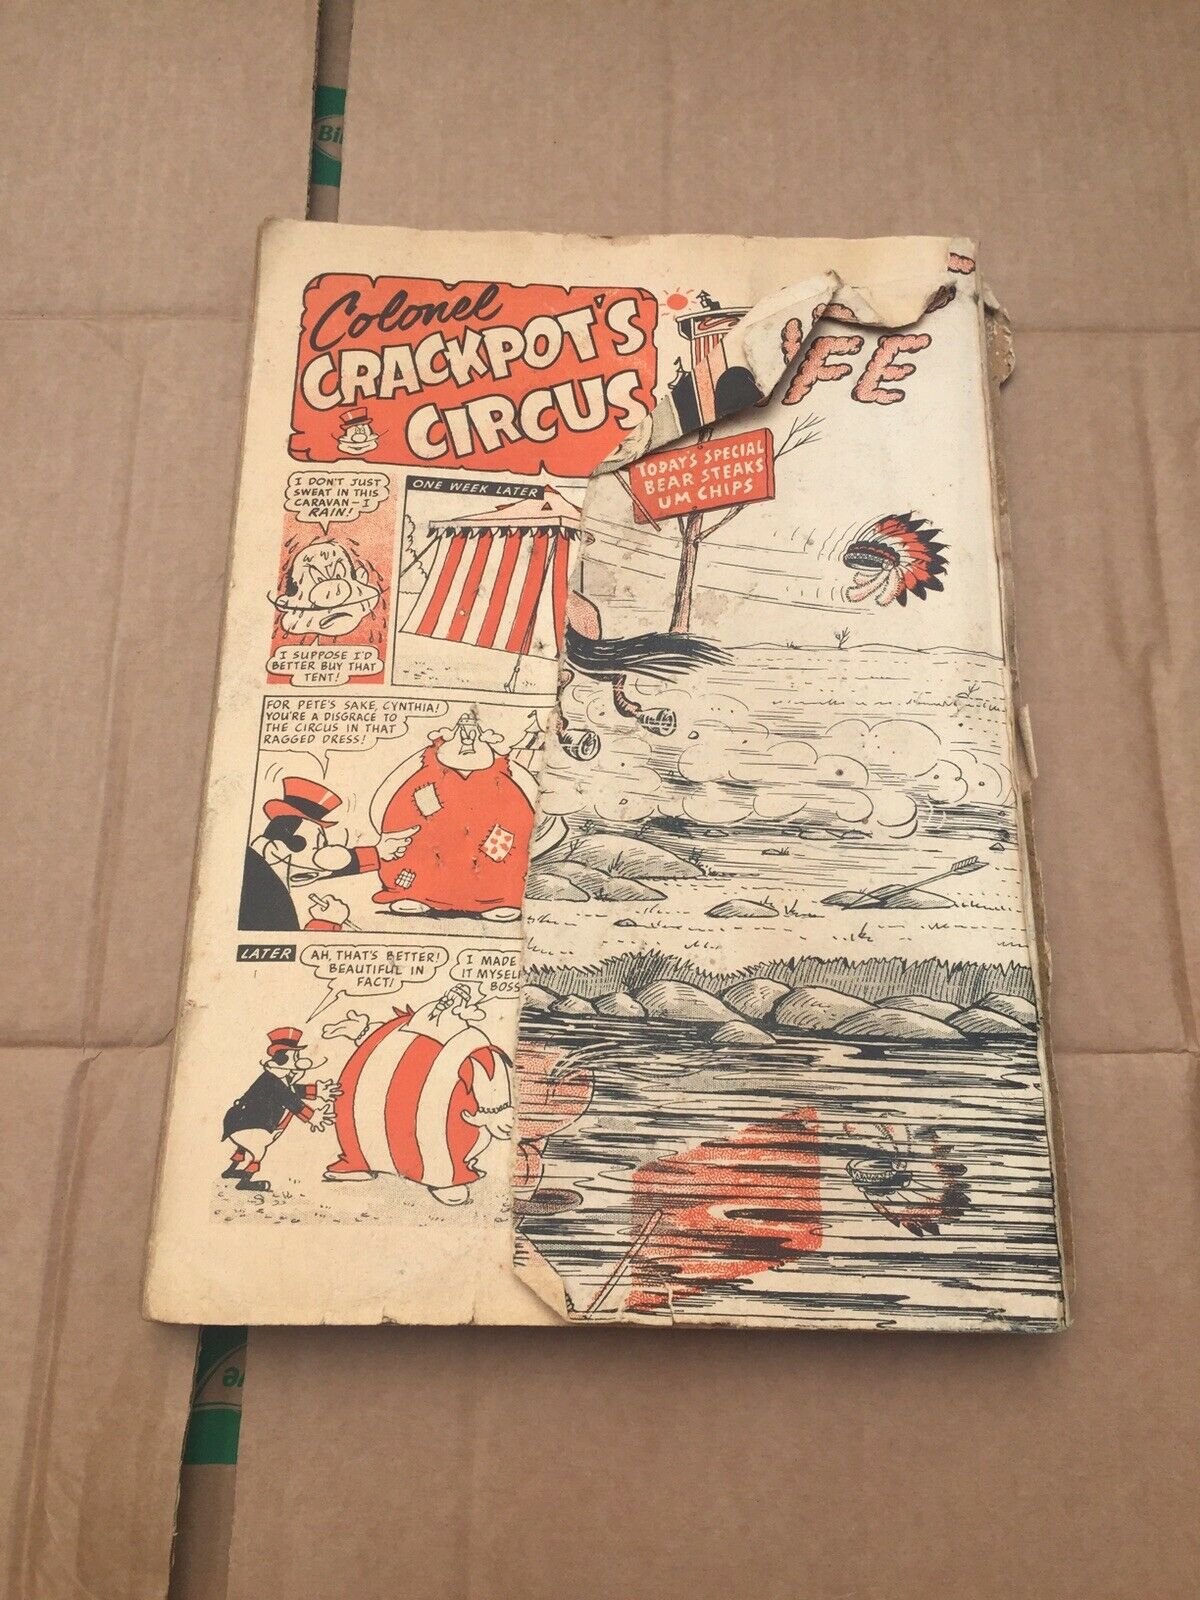 Colonel
CRACKPOT'S
CIRCUS
IFE
TODAY'S SPECIAL
BEAR STEAKS
UM CHIPS
I DON'T JUST
SWEAT IN THIS
CARAVAN-I
RAIN!
I SUPPOSE I'D
BETTER BUY THAT
TENT!
ONE WEEK LATER
FOR PETE'S SAKE, CYNTHIA!
YOU'RE A DISGRACE TO
THE CIRCUS IN THAT
RAGGED DRESS!
LATER
AH, THAT'S BETTER!
BEAUTIFUL IN
FACT!
I MADE
IT MYSELF
BOSS